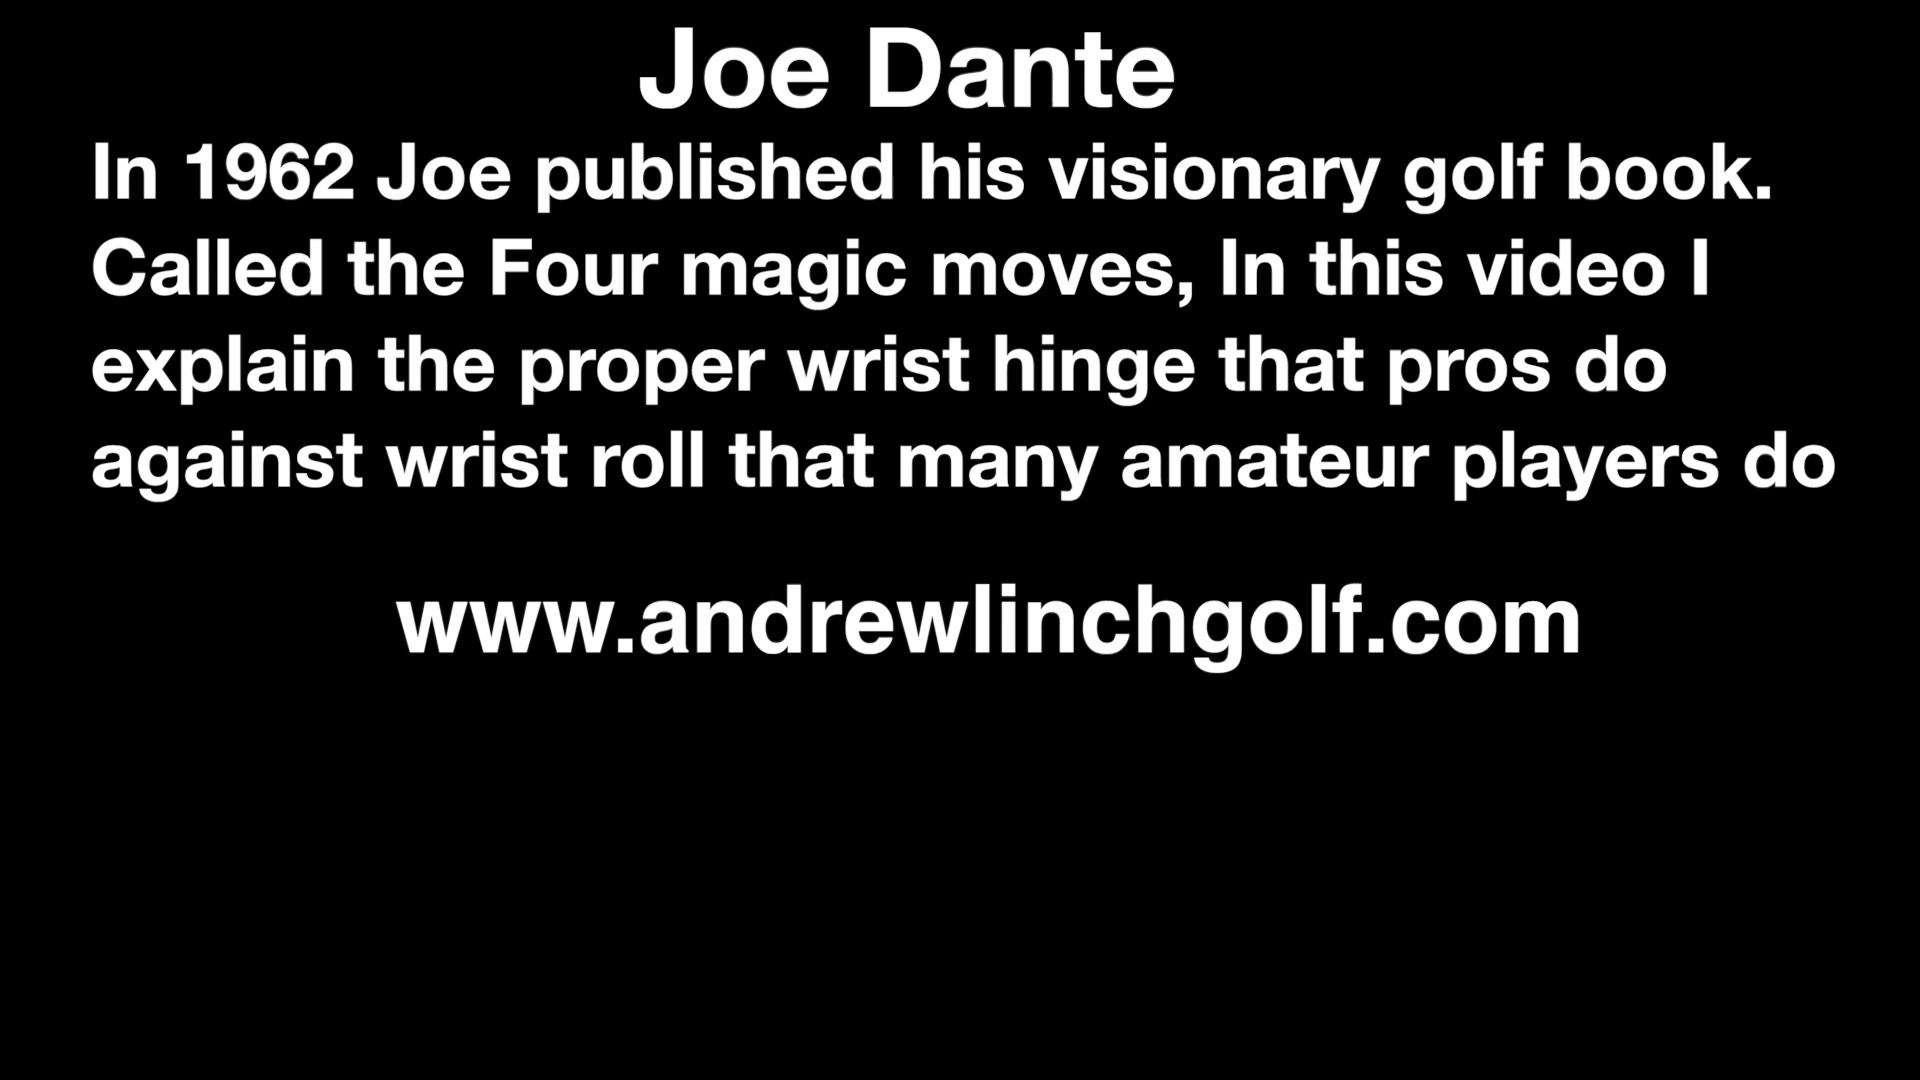 Joe Dante
In 1962 Joe published his visionary golf book.
Called the Four magic moves, In this video I
explain the proper wrist hinge that pros do
against wrist roll that many amateur players do
www.andrewlinchgolf.com